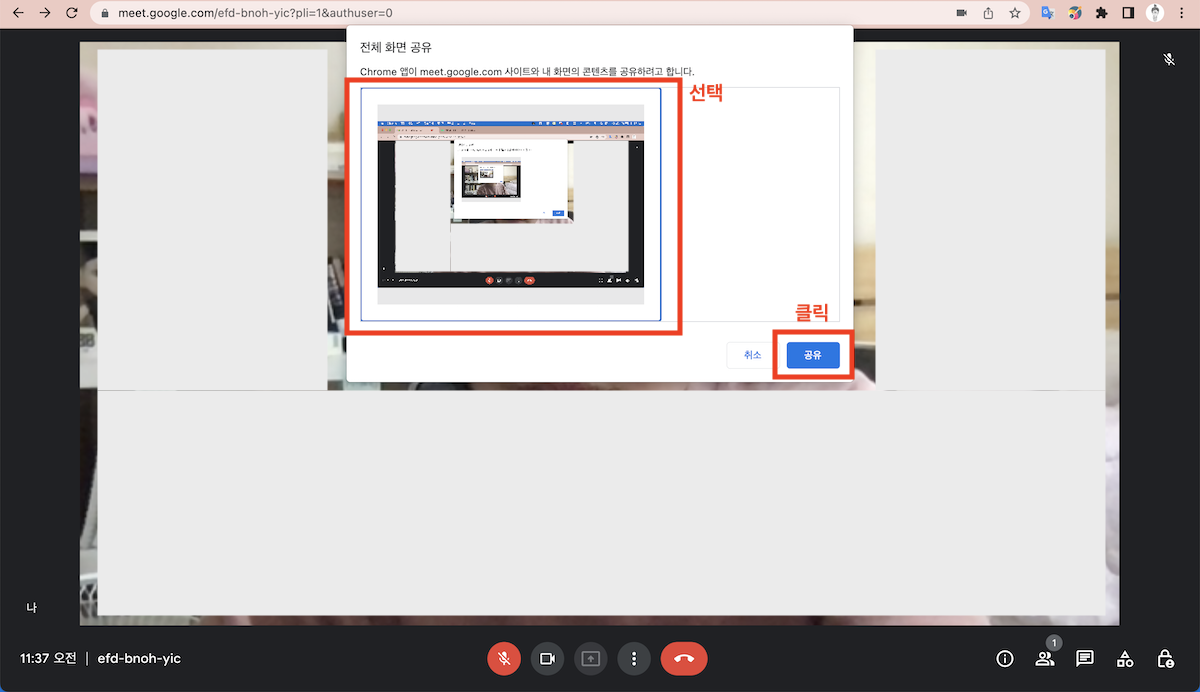 meet.google.com/efd-bnoh-yic?pli=1&authuser=0
전체 화면 공유
Chrome 앱이 meet.google.com 사이트와 내 화면의 콘텐츠를 공유하려고 합니다.
선택
클릭
취소
공유
나
11:37 오전 | efd-bnoh-yic
1